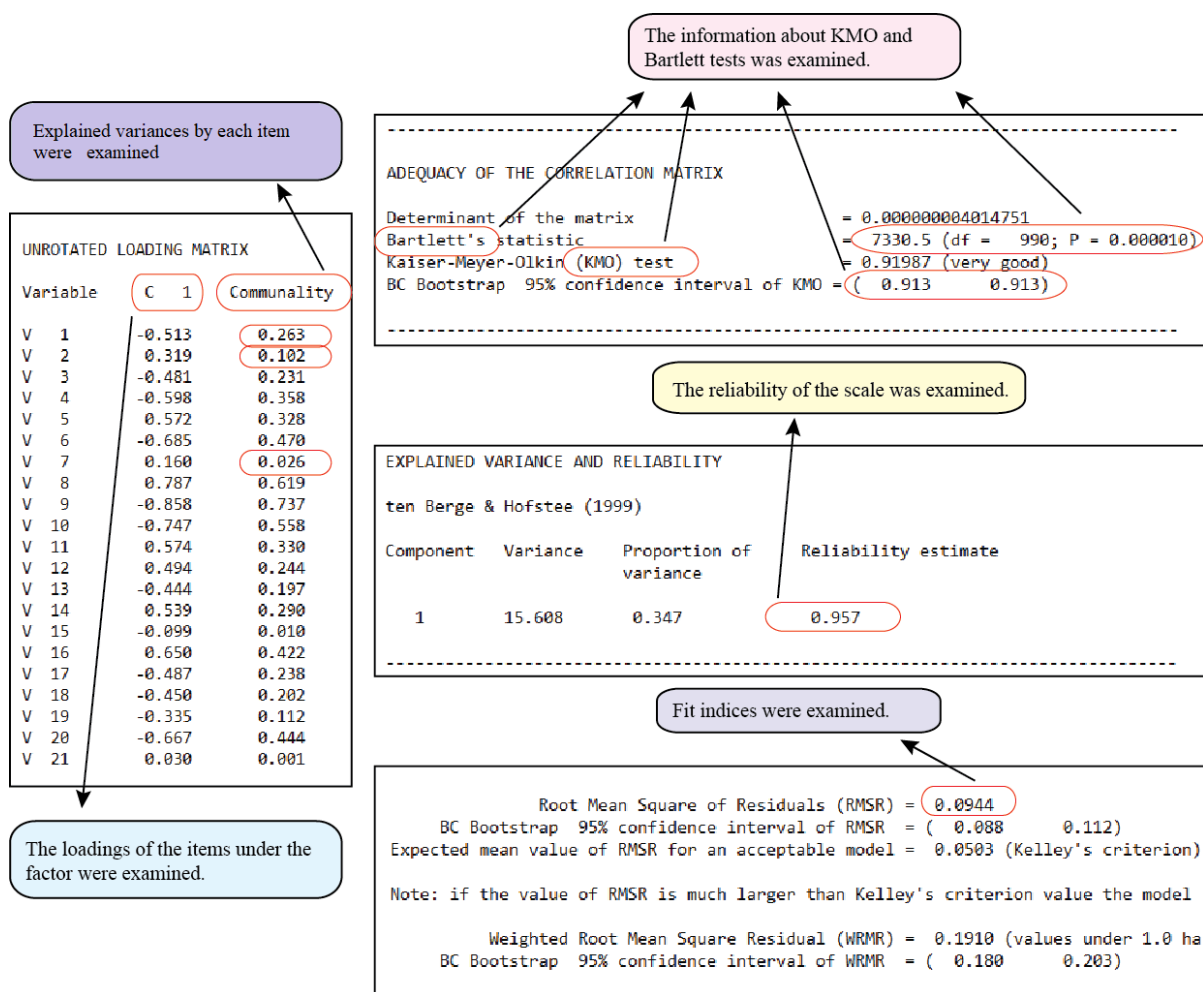 The information about KMO and
Bartlett tests was examined.
Explained variances by each item
were examined
UNROTATED LOADING MATRIX
Variable C 1 Communality
V 1 -0.513 0.263
V 2 0.319 0.102
V 3 -0.481 0.231
V 4 -0.598 0.358
V 5 0.572 0.328
V 6 -0.685 0.470
V 7 0.160 0.026
V 8 0.787 0.619
V 9 -0.858 0.737
V 10 -0.747 0.558
V 11 0.574 0.330
V 12 0.494 0.244
V 13 -0.444 0.197
V 14 0.539 0.290
V 15 -0.099 0.010
V 16 0.650 0.422
V 17 -0.487 0.238
V 18 -0.450 0.202
V 19 -0.335 0.112
V 20 -0.667 0.444
V 21 0.030 0.001
The loadings of the items under the
factor were examined.
ADEQUACY OF THE CORRELATION MATRIX
Determinant of the matrix = 0.000000004014751
Bartlett's statistic = 7330.5 (df = 990; P = 0.000010)
Kaiser-Meyer-Olkin (KMO) test = 0.91987 (very good)
BC Bootstrap 95% confidence interval of KMO = ( 0.913 0.913)
The reliability of the scale was examined.
EXPLAINED VARIANCE AND RELIABILITY
ten Berge & Hofstee (1999)
Component Variance Proportion of Reliability estimate
variance
1 15.608 0.347 0.957
Fit indices were examined.
Root Mean Square of Residuals (RMSR) = 0.0944
BC Bootstrap 95% confidence interval of RMSR = ( 0.088 0.112)
Expected mean value of RMSR for an acceptable model = 0.0503 (Kelley's criterion)
Note: if the value of RMSR is much larger than Kelley's criterion value the model
Weighted Root Mean Square Residual (WRMR) = 0.1910 (values under 1.0 ha
BC Bootstrap 95% confidence interval of WRMR = ( 0.180 0.203)